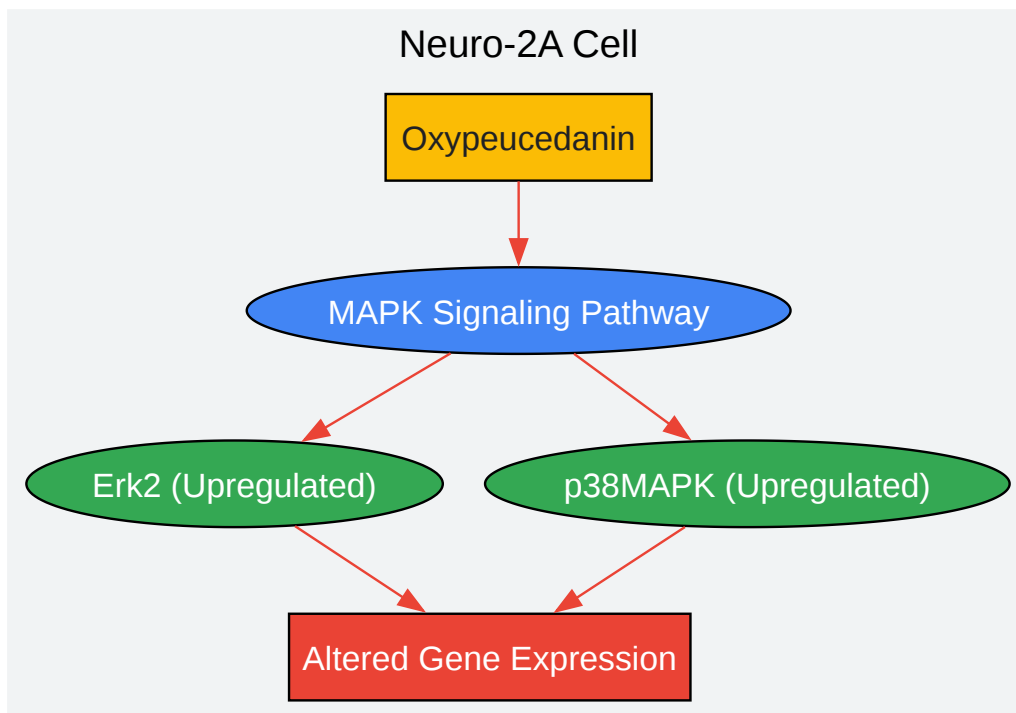 Neuro-2A Cell
Oxypeucedanin
MAPK Signaling Pathway
Erk2 (Upregulated)
p38MAPK (Upregulated)
Altered Gene Expression